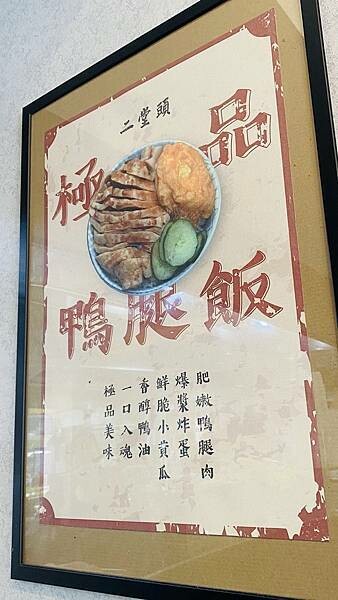 二堂頭
極品
鴨腿飯
肥嫩鴨腿肉
爆漿炸蛋
鮮脆小黃瓜
香醇鴨油
一口入魂
極品美味